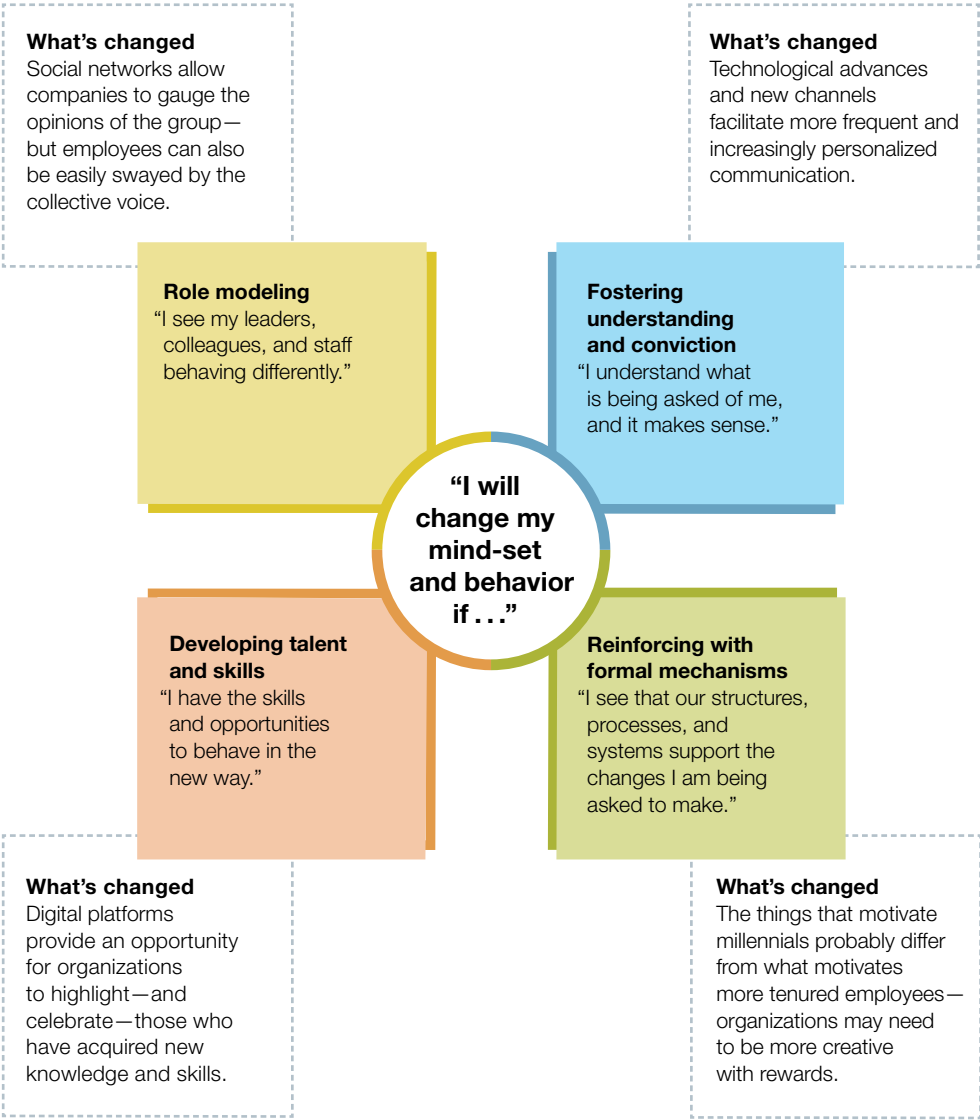 What’s changed
Social networks allow
companies to gauge the
opinions of the group—
but employees can also
be easily swayed by the
collective voice.
What’s changed
Technological advances
and new channels
facilitate more frequent and
increasingly personalized
communication.
Role modeling
“I see my leaders,
colleagues, and staff
behaving differently.”
Fostering
understanding
and conviction
“I understand what
is being asked of me,
and it makes sense.”
“I will
change my
mind-set
and behavior
if . . .”
Developing talent
and skills
“I have the skills
and opportunities
to behave in the
new way.”
Reinforcing with
formal mechanisms
“I see that our structures,
processes, and
systems support the
changes I am being
asked to make.”
What’s changed
Digital platforms
provide an opportunity
for organizations
to highlight—and
celebrate—those who
have acquired new
knowledge and skills.
What’s changed
The things that motivate
millennials probably differ
from what motivates
more tenured employees—
organizations may need
to be more creative
with rewards.